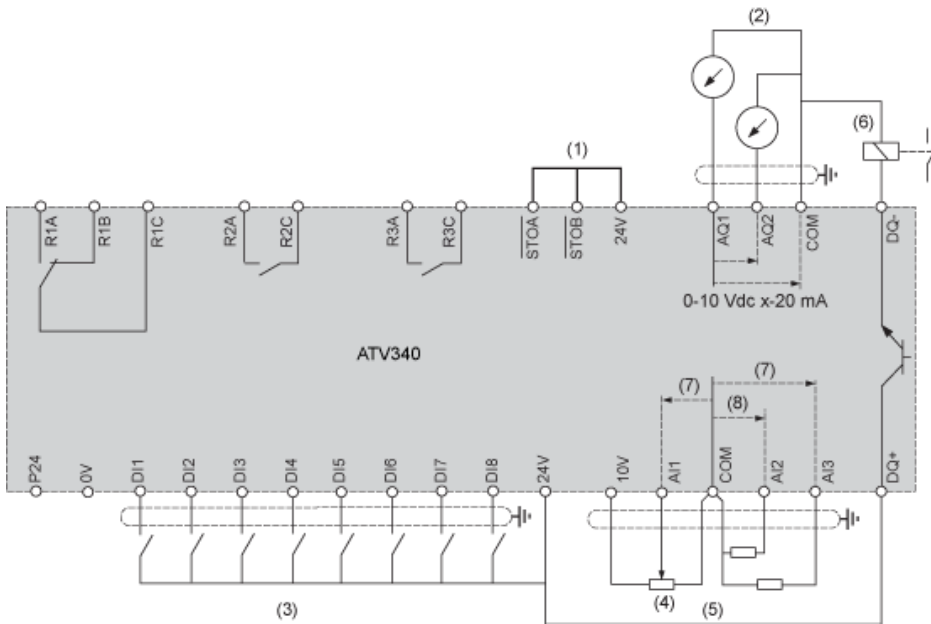 (2)
(6)
(1)
R1A R1B R1C R2A R2C R3A R3C STOA STOB 24V AQ1 AQ2 COM DQ-
0-10 Vdc x-20 mA
ATV340
(7)
(7)
(8)
P24 0V DI1 DI2 DI3 DI4 DI5 DI6 DI7 DI8 24V 10V AI1 COM AI2 AI3 DQ+
(3) (4) (5)